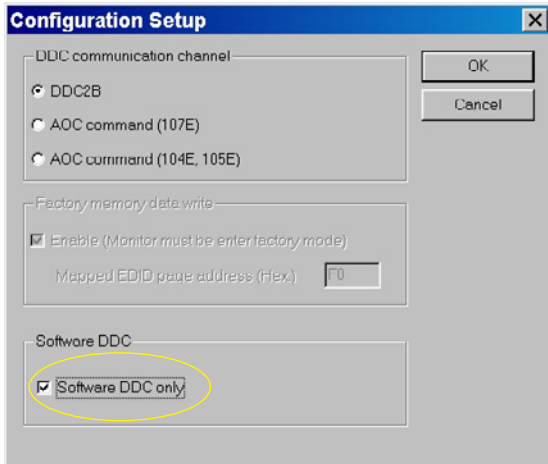 Configuration Setup
DDC communication channel
OK
DDC2B
Cancel
AOC command (107E)
AOC command (104E, 105E)
Factory memory data write
Enable (Monitor must be enter factory mode)
Mapped EDID page address (Hex.) F0
Software DDC
Software DDC only